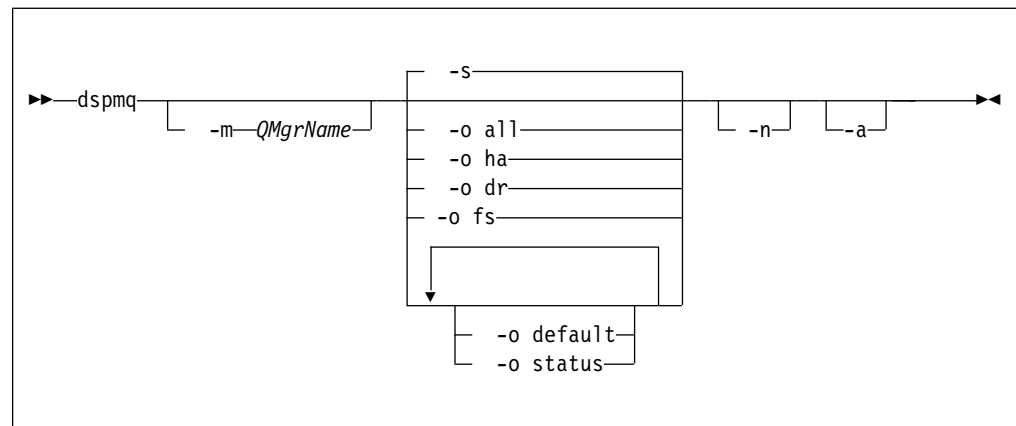 -s
dspmq
-m QMgrName
-o all
-n
-a
-o ha
-o dr
-o fs
-o default
-o status